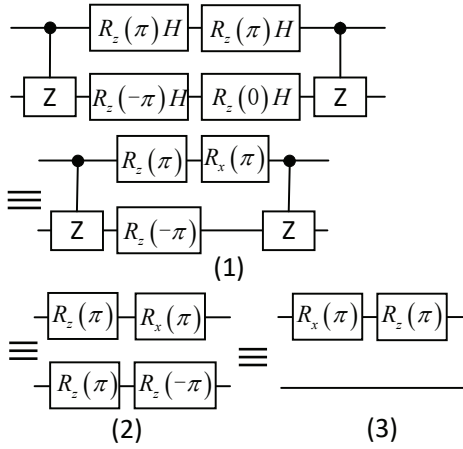 R_z(π)H R_z(π)H
Z R_z(−π)H R_z(0)H Z
R_z(π) R_x(π)
≡
Z R_z(−π) Z
(1)
R_z(π) R_x(π) R_x(π) R_z(π)
≡ ≡
R_z(π) R_z(−π)
(2) (3)